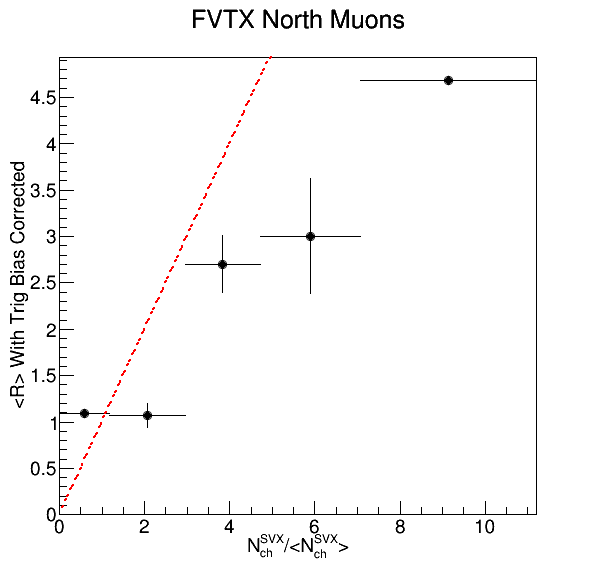 FVTX North Muons
<R> With Trig Bias Corrected
4.5
4
3.5
3
2.5
2
1.5
1
0.5
0
0 2 4 6 8 10
N_ch^SVX/<N_ch^SVX>